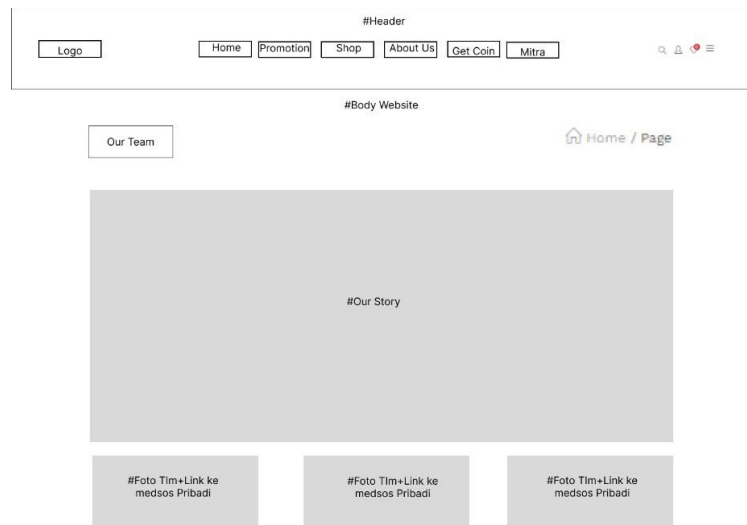 #Header
Logo
Home
Promotion
Shop
About Us
Get Coin
Mitra
#Body Website
Our Team
Home / Page
#Our Story
#Foto TIm+Link ke
medsos Pribadi
#Foto TIm+Link ke
medsos Pribadi
#Foto TIm+Link ke
medsos Pribadi